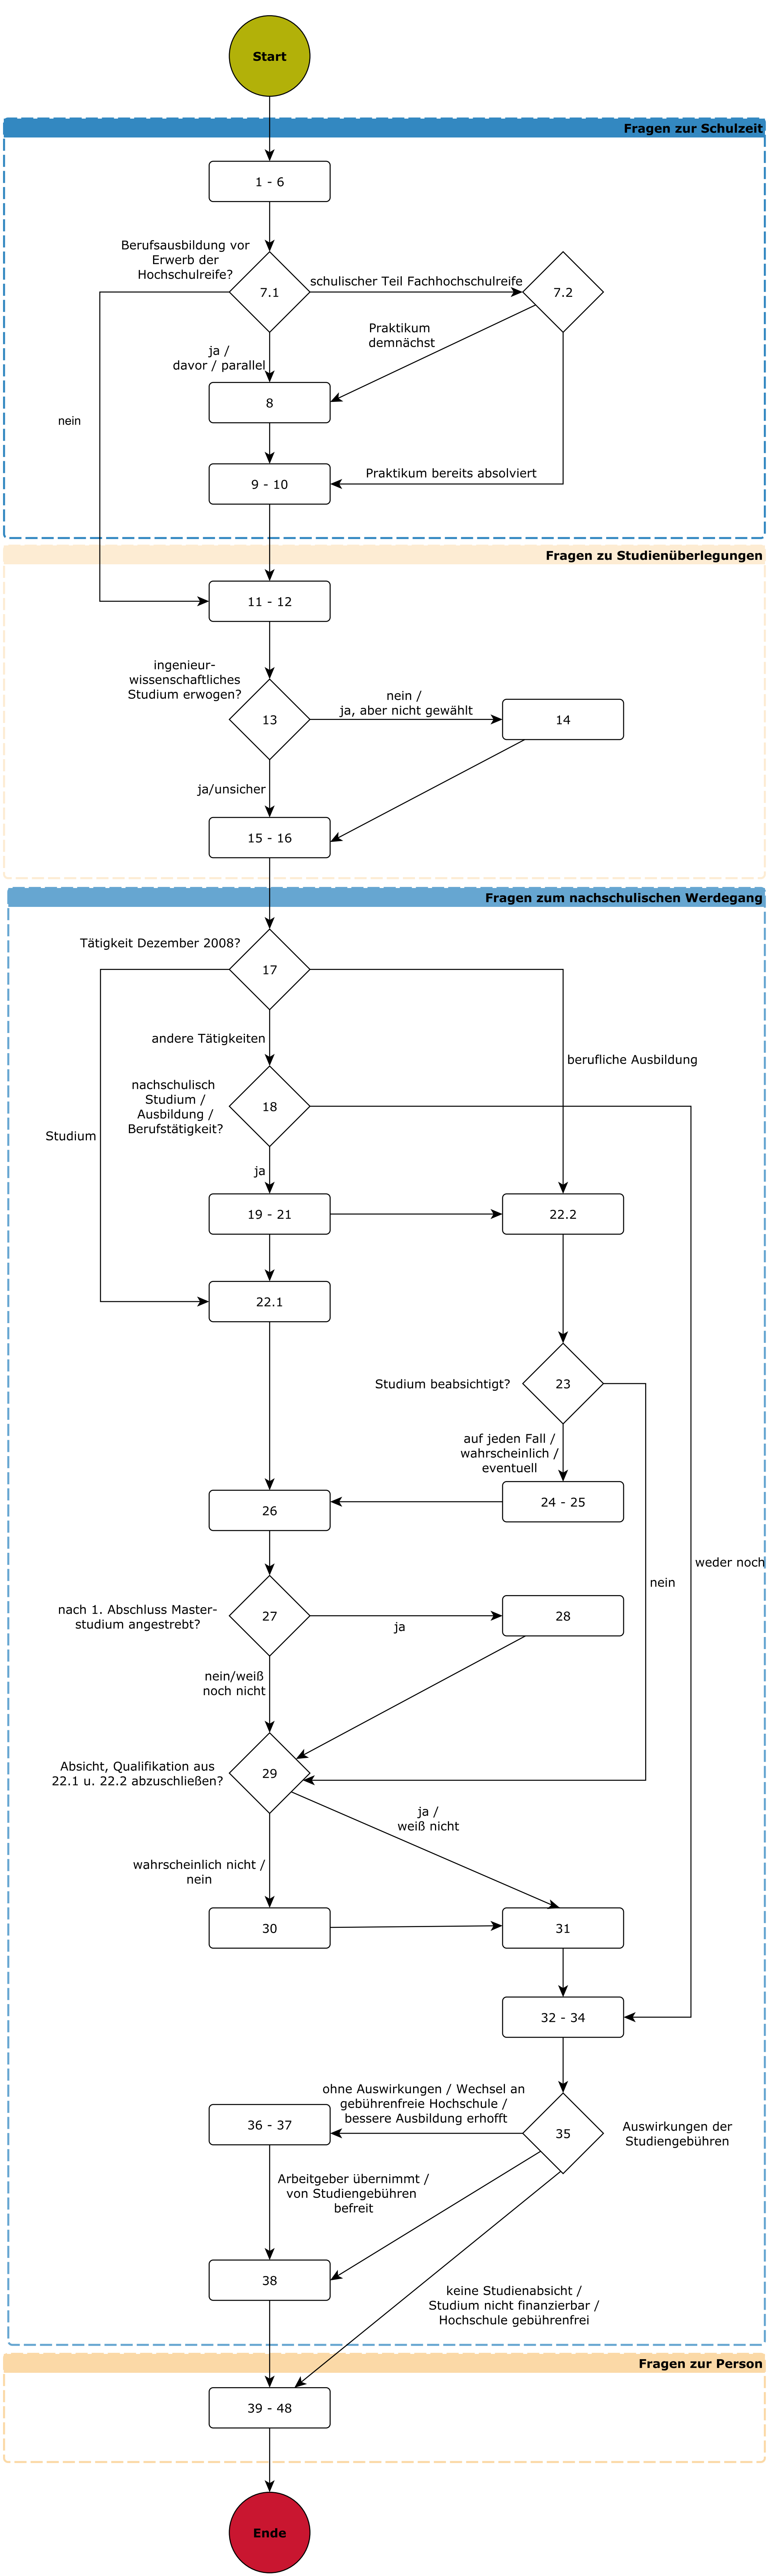 Start
Fragen zur Schulzeit
1 - 6
Berufsausbildung vor
Erwerb der
Hochschulreife?
7.1
schulischer Teil Fachhochschulreife
7.2
Praktikum
demnächst
ja /
davor / parallel
8
nein
Praktikum bereits absolviert
9 - 10
Fragen zu Studienüberlegungen
11 - 12
ingenieur-
wissenschaftliches
Studium erwogen?
13
nein /
ja, aber nicht gewählt
14
ja/unsicher
15 - 16
Fragen zum nachschulischen Werdegang
Tätigkeit Dezember 2008?
17
andere Tätigkeiten
berufliche Ausbildung
nachschulisch
Studium /
Ausbildung /
Berufstätigkeit?
18
Studium
ja
19 - 21
22.2
22.1
Studium beabsichtigt?
23
auf jeden Fall /
wahrscheinlich /
eventuell
24 - 25
26
weder noch
nein
nach 1. Abschluss Master-
studium angestrebt?
27
ja
28
nein/weiß
noch nicht
Absicht, Qualifikation aus
22.1 u. 22.2 abzuschließen?
29
ja /
weiß nicht
wahrscheinlich nicht /
nein
30
31
32 - 34
ohne Auswirkungen / Wechsel an
gebührenfreie Hochschule /
bessere Ausbildung erhofft
36 - 37
35
Auswirkungen der
Studiengebühren
Arbeitgeber übernimmt /
von Studiengebühren
befreit
38
keine Studienabsicht /
Studium nicht finanzierbar /
Hochschule gebührenfrei
Fragen zur Person
39 - 48
Ende